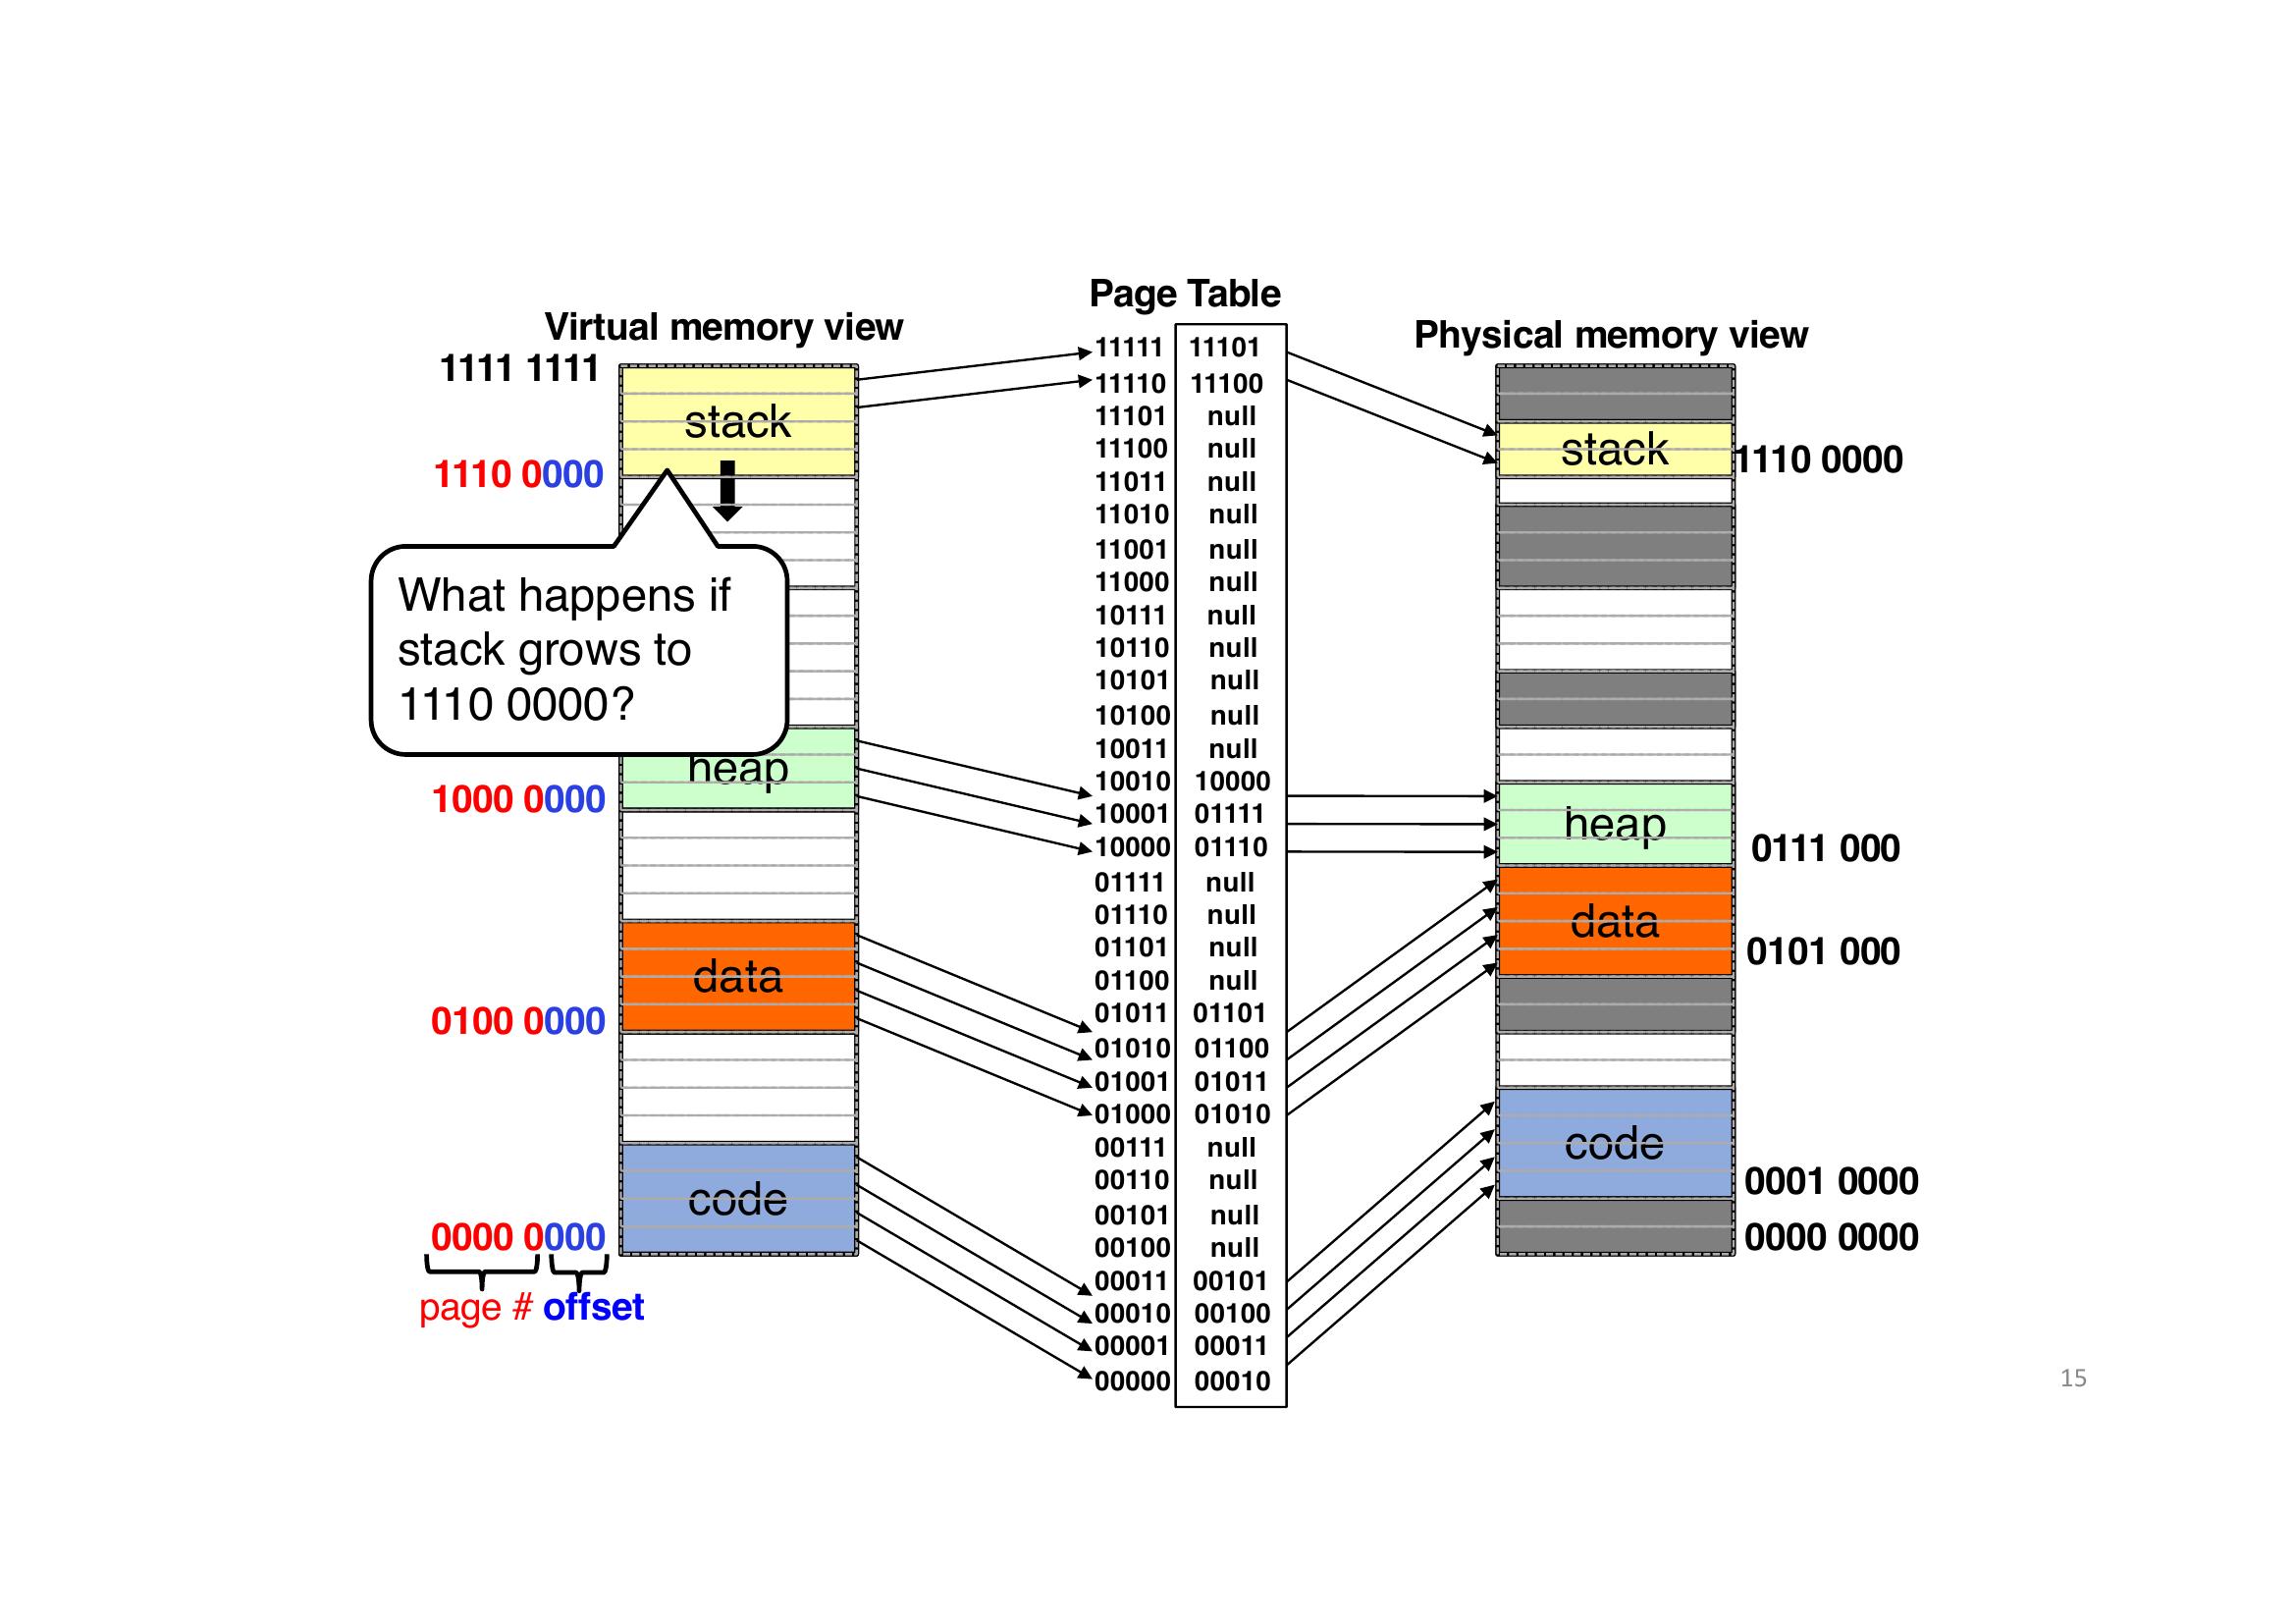 Page Table
Virtual memory view
Physical memory view
1111 1111
stack
1110 0000
What happens if
stack grows to
1110 0000?
heap
1000 0000
data
0100 0000
code
0000 0000
page # offset
11111 11101
11110 11100
11101 null
11100 null
11011 null
11010 null
11001 null
11000 null
10111 null
10110 null
10101 null
10100 null
10011 null
10010 10000
10001 01111
10000 01110
01111 null
01110 null
01101 null
01100 null
01011 01101
01010 01100
01001 01011
01000 01010
00111 null
00110 null
00101 null
00100 null
00011 00101
00010 00100
00001 00011
00000 00010
stack
1110 0000
heap
0111 000
data
0101 000
code
0001 0000
0000 0000
15